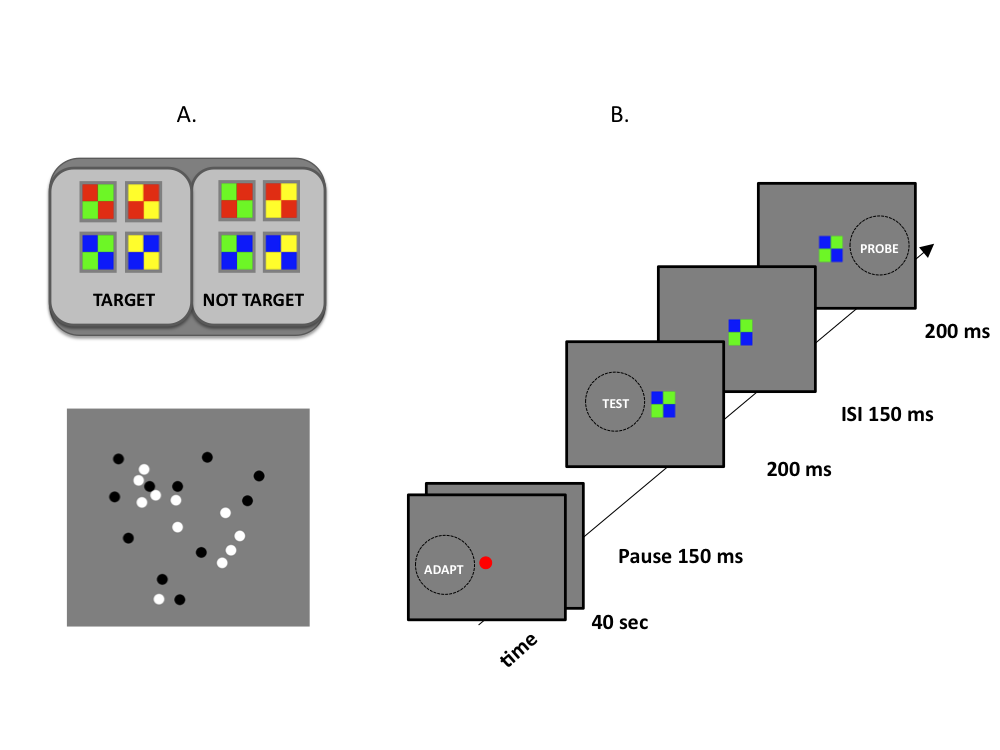 A.
TARGET
NOT TARGET
B.
PROBE
200 ms
ISI 150 ms
TEST
200 ms
Pause 150 ms
ADAPT
40 sec
time